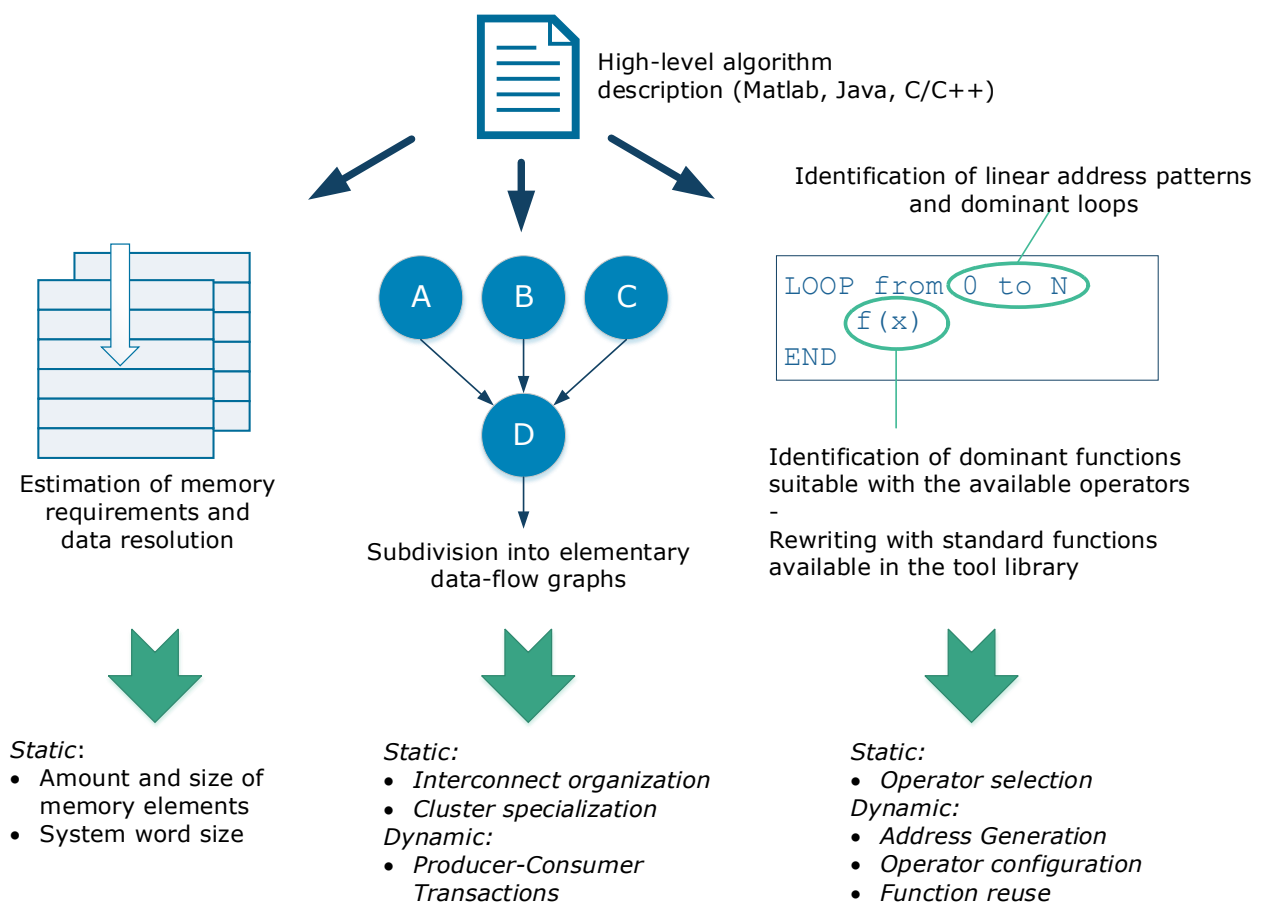 High-level algorithm
description (Matlab, Java, C/C++)
Identification of linear address patterns
and dominant loops
A
B
C
D
LOOP from 0 to N
f(x)
END
Estimation of memory
requirements and
data resolution
Subdivision into elementary
data-flow graphs
Identification of dominant functions
suitable with the available operators
-
Rewriting with standard functions
available in the tool library
Static:
• Amount and size of
memory elements
• System word size
Static:
• Interconnect organization
• Cluster specialization
Dynamic:
• Producer-Consumer
Transactions
Static:
• Operator selection
Dynamic:
• Address Generation
• Operator configuration
• Function reuse